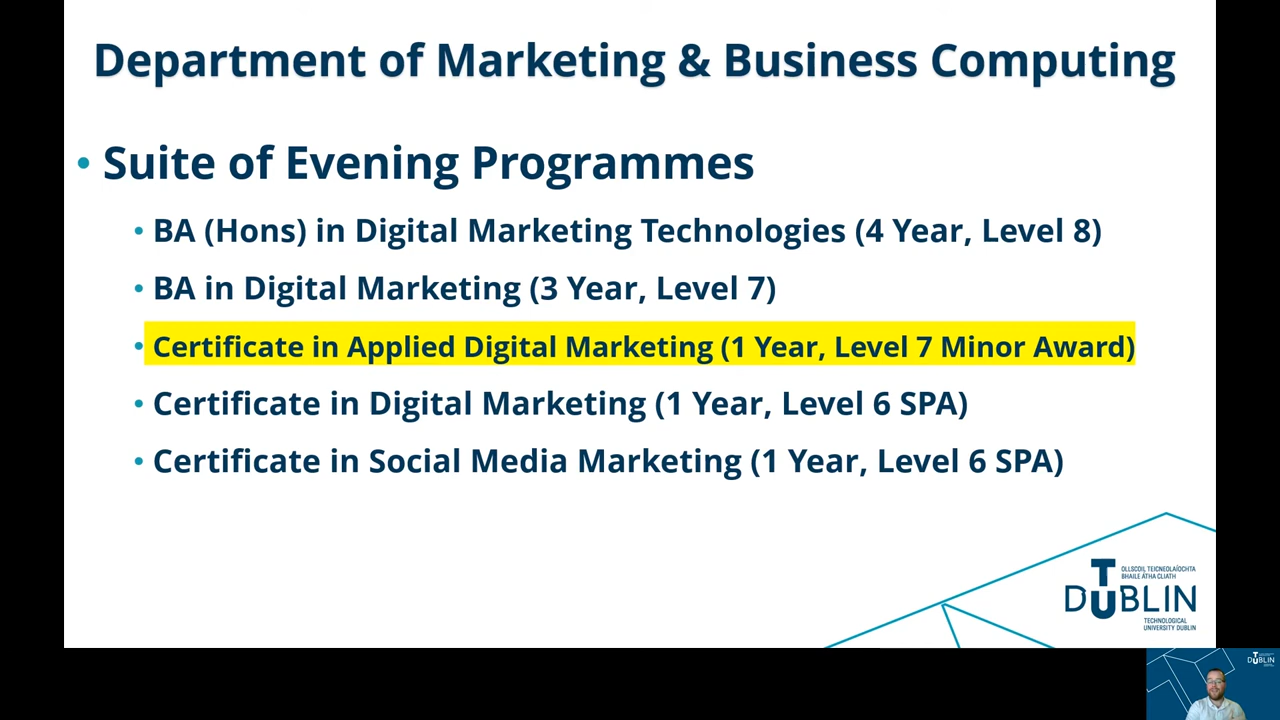 Department of Marketing & Business Computing
• Suite of Evening Programmes
• BA (Hons) in Digital Marketing Technologies (4 Year, Level 8)
• BA in Digital Marketing (3 Year, Level 7)
• Certificate in Applied Digital Marketing (1 Year, Level 7 Minor Award)
• Certificate in Digital Marketing (1 Year, Level 6 SPA)
• Certificate in Social Media Marketing (1 Year, Level 6 SPA)
OLLSCOIL TEICNEOLAÍOCHTA
BHAILE ÁTHA CLIATH
TU DUBLIN
TECHNOLOGICAL
UNIVERSITY DUBLIN
TU DUBLIN